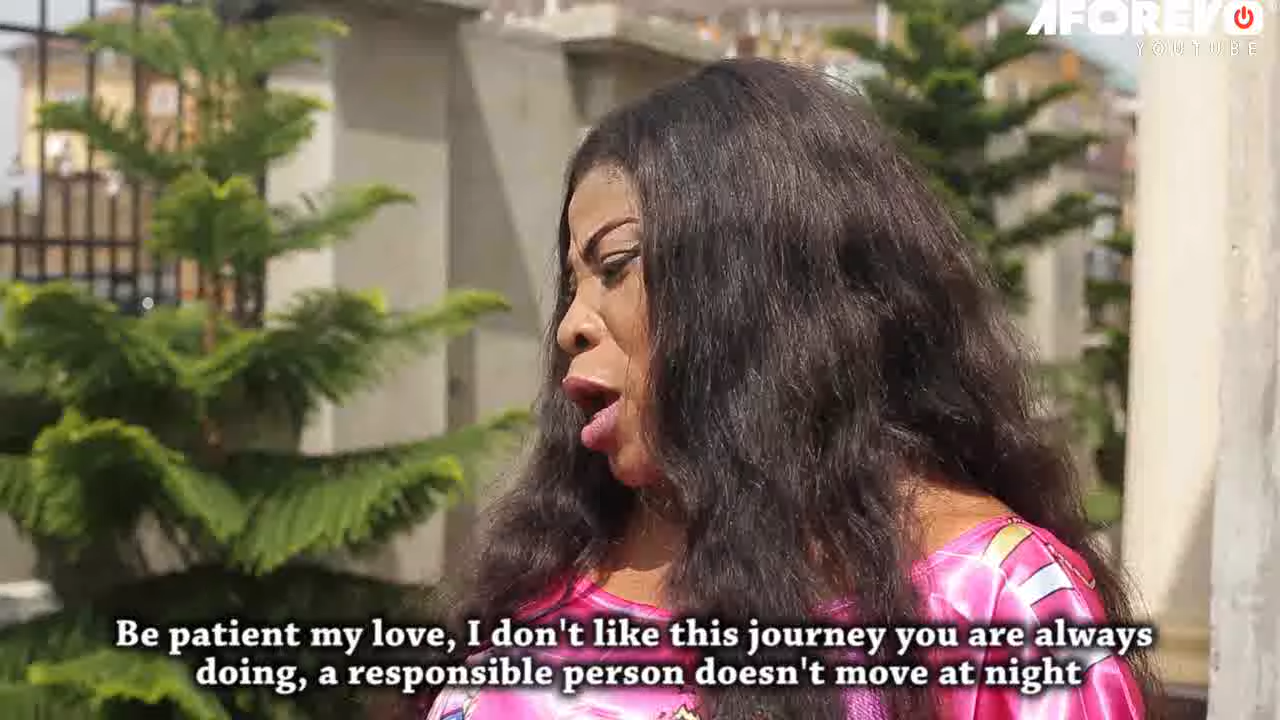 AFOREVO
YOUTUBE
Be patient my love, I don't like this journey you are always
doing, a responsible person doesn't move at night